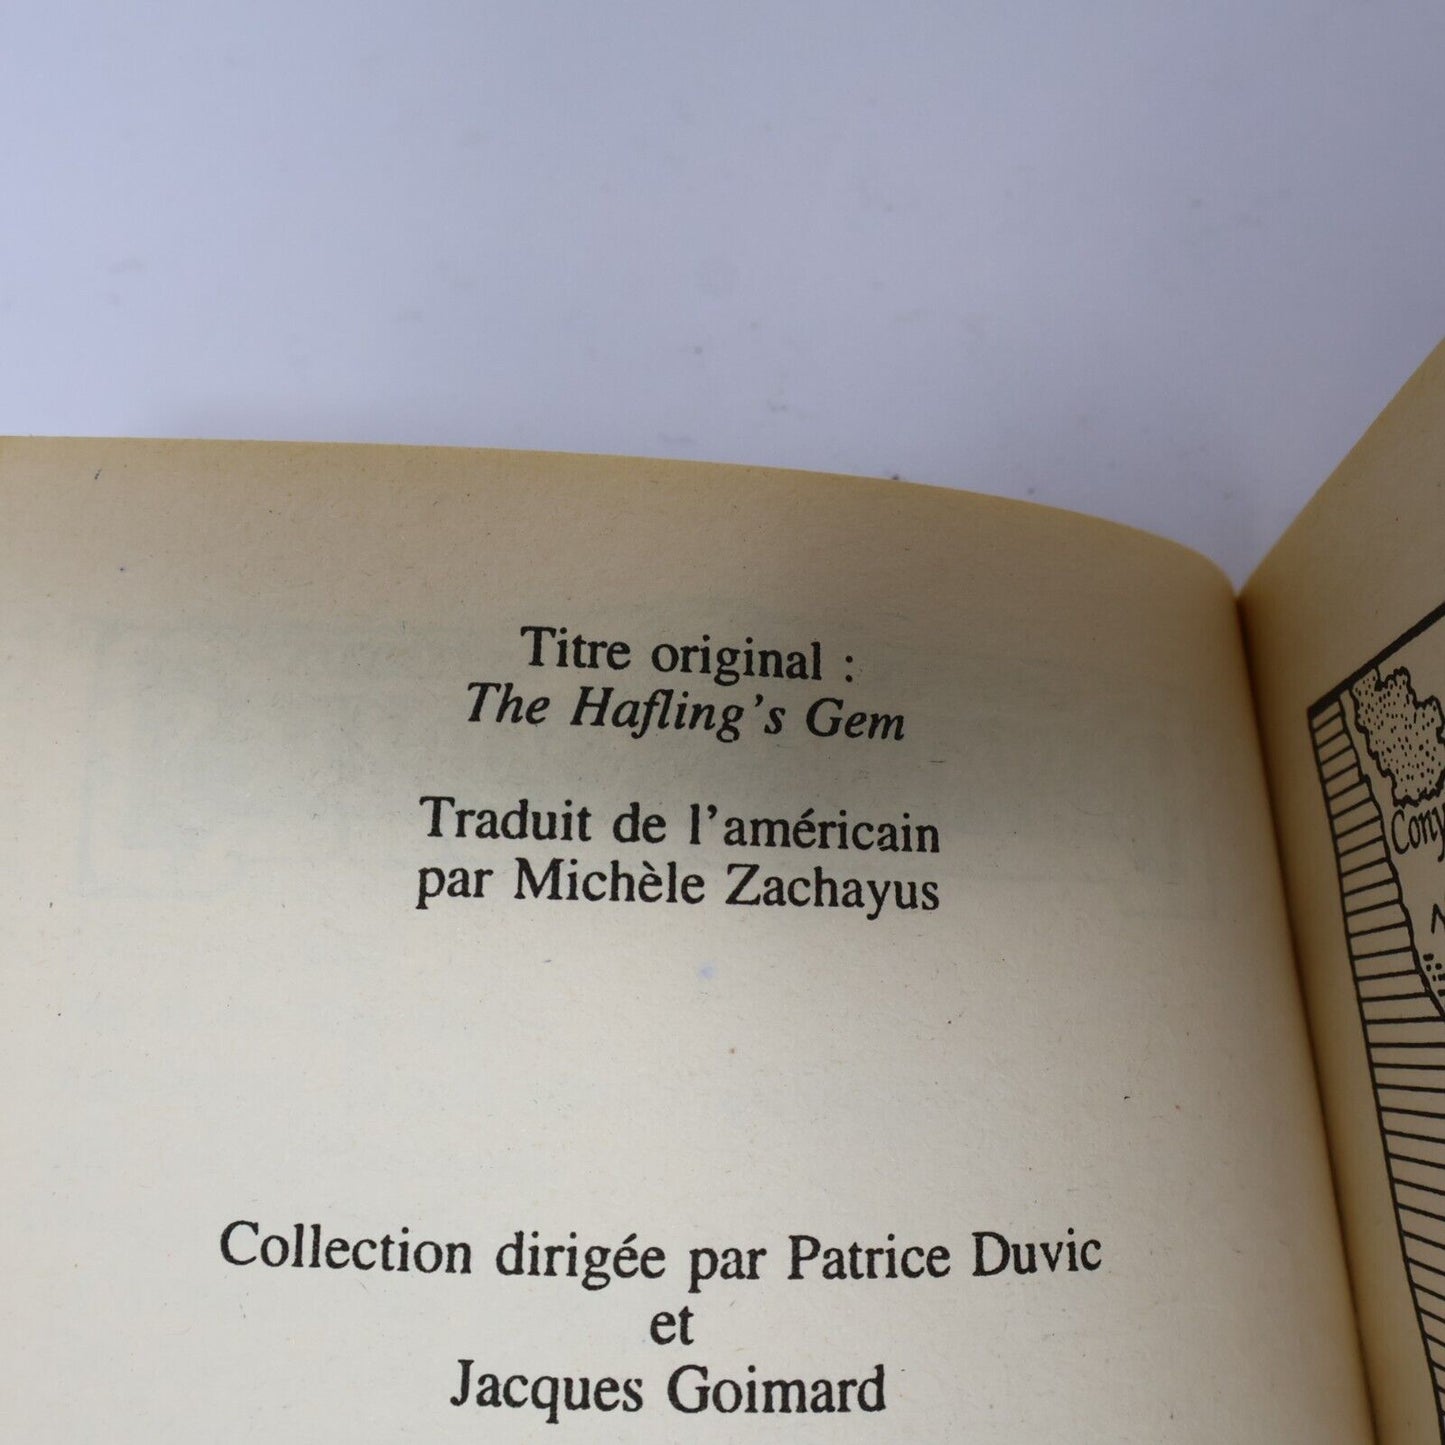 Titre original :
The Hafling's Gem
Traduit de l'américain
par Michèle Zachayus
Collection dirigée par Patrice Duvic
et
Jacques Goimard